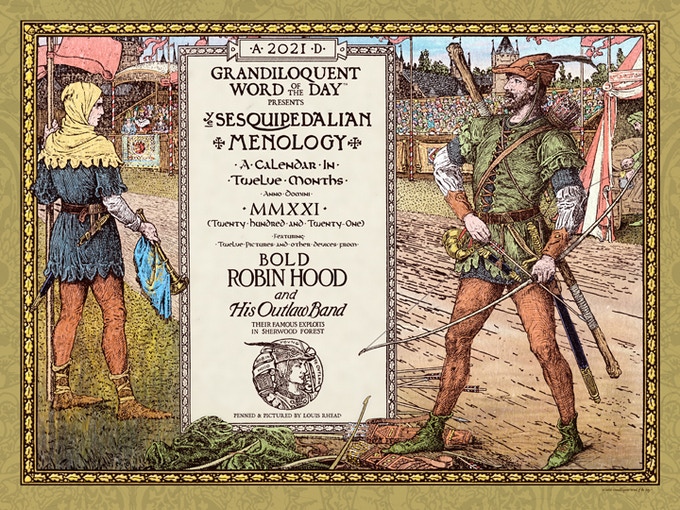 · A · 2021 · D ·
GRANDILOQUENT
WORD OF THE DAY™
PRESENTS
Yᵉ SESQUIPEDALIAN
MENOLOGY
· A · CALENDAR · IN ·
TWELVE · MONTHS ·
· ANNO · DOMINI ·
· MMXXI ·
(TWENTY · HUNDRED · AND · TWENTY · ONE)
FEATURING
· TWELVE · PICTURES · AND · OTHER · DEVICES · FROM ·
BOLD
ROBIN HOOD
and
His Outlaw Band
THEIR FAMOUS EXPLOITS
IN SHERWOOD FOREST
PENNED & PICTURED BY LOUIS RHEAD